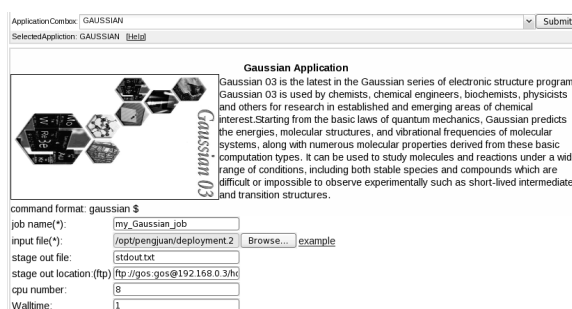 ApplicationCombox: GAUSSIAN Submit
SelectedAppliction: GAUSSIAN [Help]
Gaussian Application
Gaussian 03 is the latest in the Gaussian series of electronic structure program
Gaussian 03 is used by chemists, chemical engineers, biochemists, physicists
and others for research in established and emerging areas of chemical
interest.Starting from the basic laws of quantum mechanics, Gaussian predicts
the energies, molecular structures, and vibrational frequencies of molecular
systems, along with numerous molecular properties derived from these basic
computation types. It can be used to study molecules and reactions under a wid
range of conditions, including both stable species and compounds which are
difficult or impossible to observe experimentally such as short-lived intermediate
and transition structures.
Gaussian 03
command format: gaussian $
job name(*): my_Gaussian_job
input file(*): /opt/pengjuan/deployment.2 Browse... example
stage out file: stdout.txt
stage out location:(ftp) ftp://gos:gos@192.168.0.3/ho
cpu number: 8
Walltime: 1